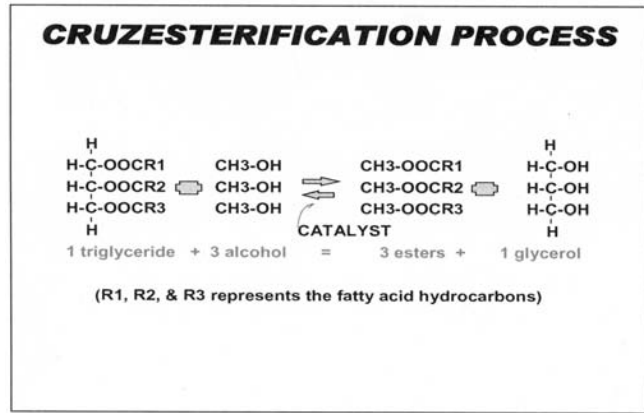 CRUZESTERIFICATION PROCESS
H H
H-C-OOCR1 CH3-OH CH3-OOCR1 H-C-OH
H-C-OOCR2 CH3-OH CH3-OOCR2 H-C-OH
H-C-OOCR3 CH3-OH CH3-OOCR3 H-C-OH
H CATALYST H
1 triglyceride + 3 alcohol = 3 esters + 1 glycerol
(R1, R2, & R3 represents the fatty acid hydrocarbons)